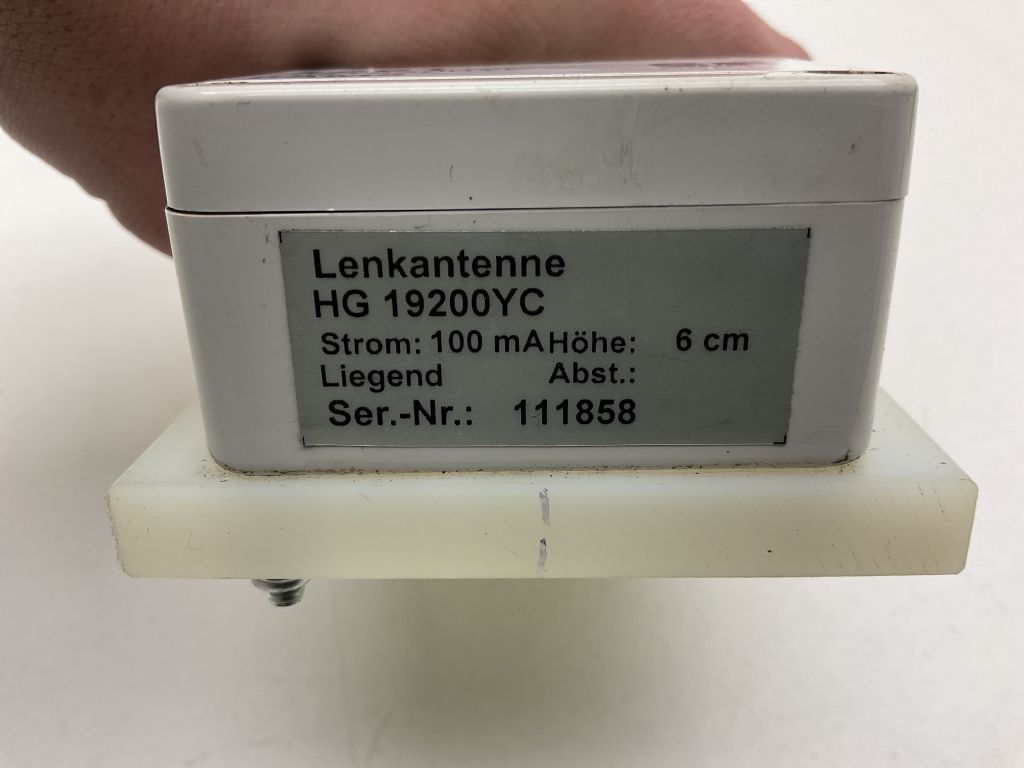 Lenkantenne
HG 19200YC
Strom: 100 mA Höhe: 6 cm
Liegend Abst.:
Ser.-Nr.: 111858